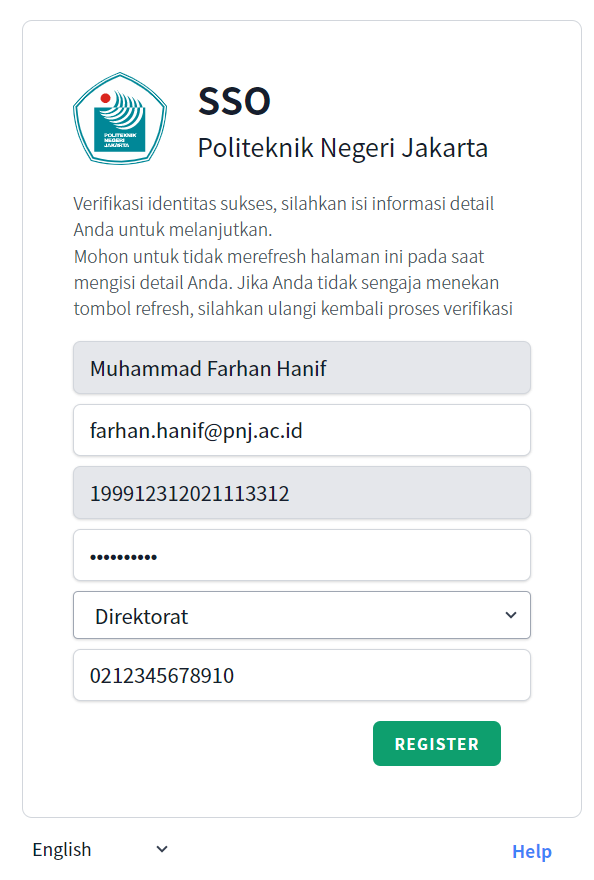 POLITEKNIK
NEGERI
JAKARTA
SSO
Politeknik Negeri Jakarta
Verifikasi identitas sukses, silahkan isi informasi detail
Anda untuk melanjutkan.
Mohon untuk tidak merefresh halaman ini pada saat
mengisi detail Anda. Jika Anda tidak sengaja menekan
tombol refresh, silahkan ulangi kembali proses verifikasi
Muhammad Farhan Hanif
farhan.hanif@pnj.ac.id
199912312021113312
••••••••••
Direktorat
0212345678910
REGISTER
English
Help